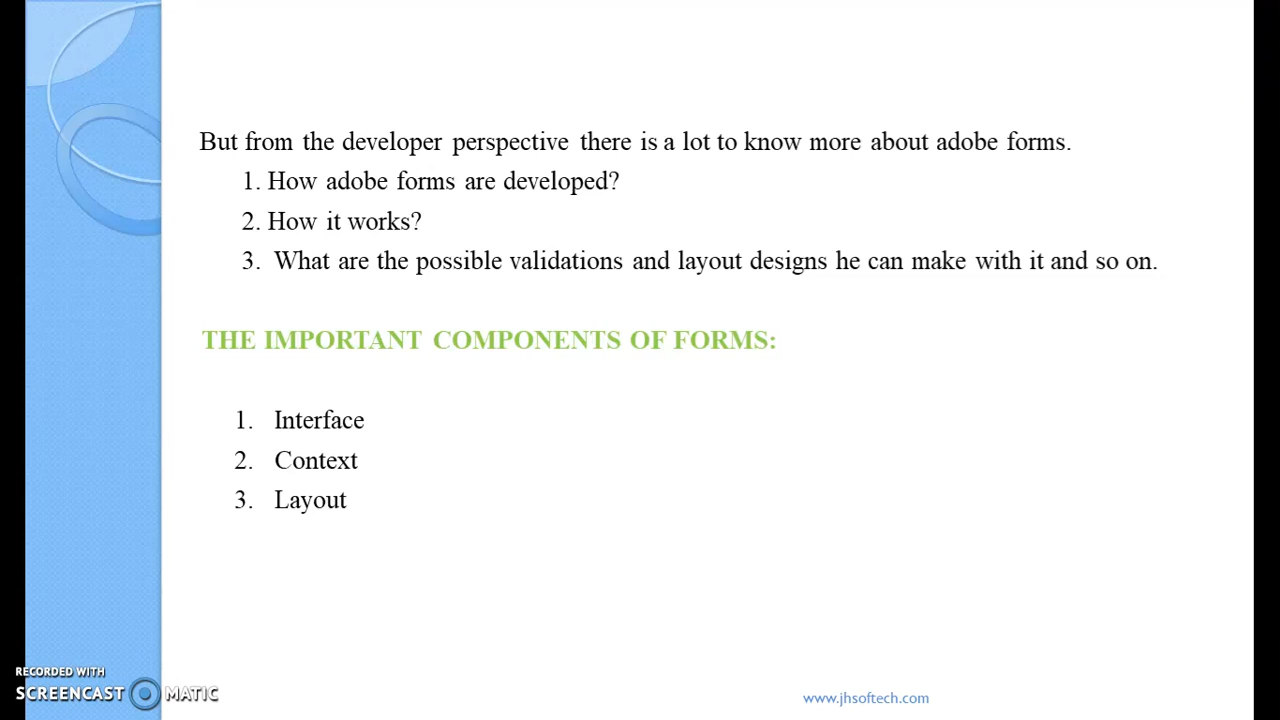 But from the developer perspective there is a lot to know more about adobe forms.
1. How adobe forms are developed?
2. How it works?
3. What are the possible validations and layout designs he can make with it and so on.
THE IMPORTANT COMPONENTS OF FORMS:
1. Interface
2. Context
3. Layout
RECORDED WITH
SCREENCAST MATIC
www.jhsoftech.com